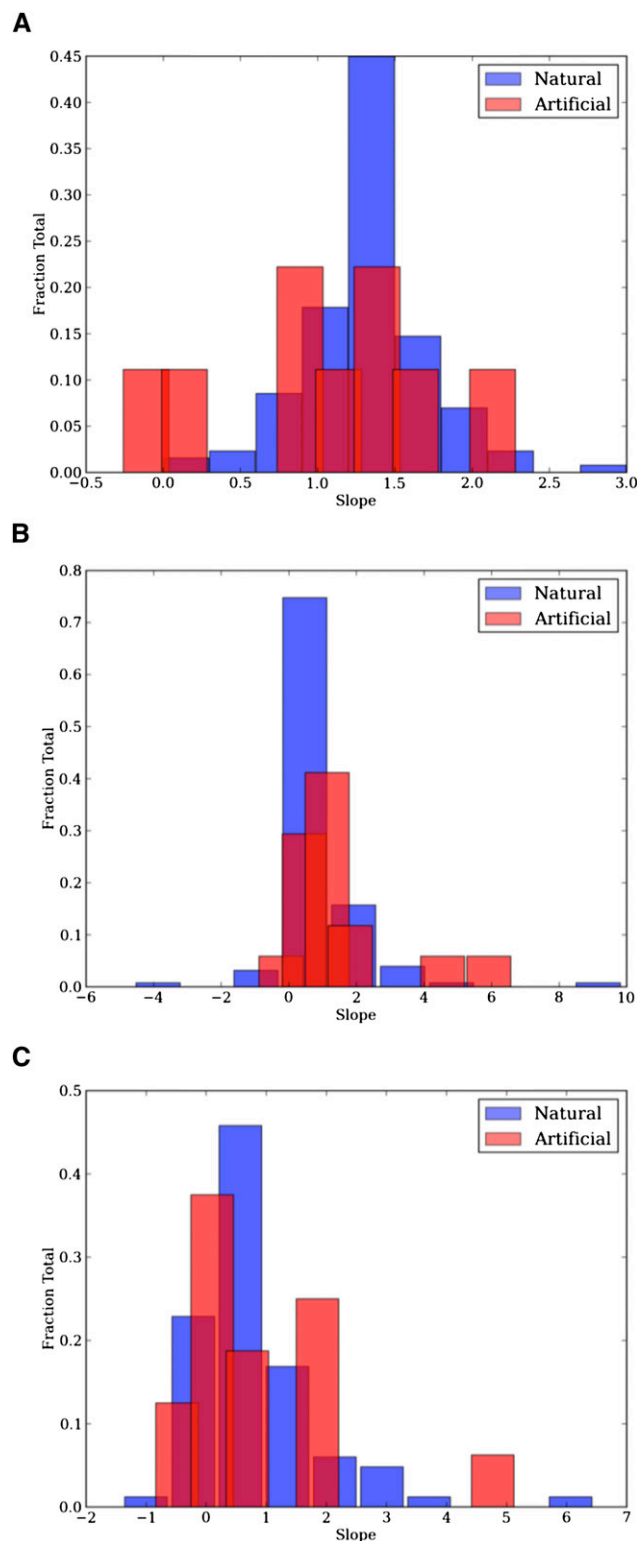 A
0.45
0.40
0.35
0.30
0.25
0.20
0.15
0.10
0.05
0.00
Fraction Total
Natural
Artificial
−0.5 0.0 0.5 1.0 1.5 2.0 2.5 3.0
Slope
B
0.8
0.7
0.6
0.5
0.4
0.3
0.2
0.1
0.0
Fraction Total
Natural
Artificial
−6 −4 −2 0 2 4 6 8 10
Slope
C
0.5
0.4
0.3
0.2
0.1
0.0
Fraction Total
Natural
Artificial
−2 −1 0 1 2 3 4 5 6 7
Slope